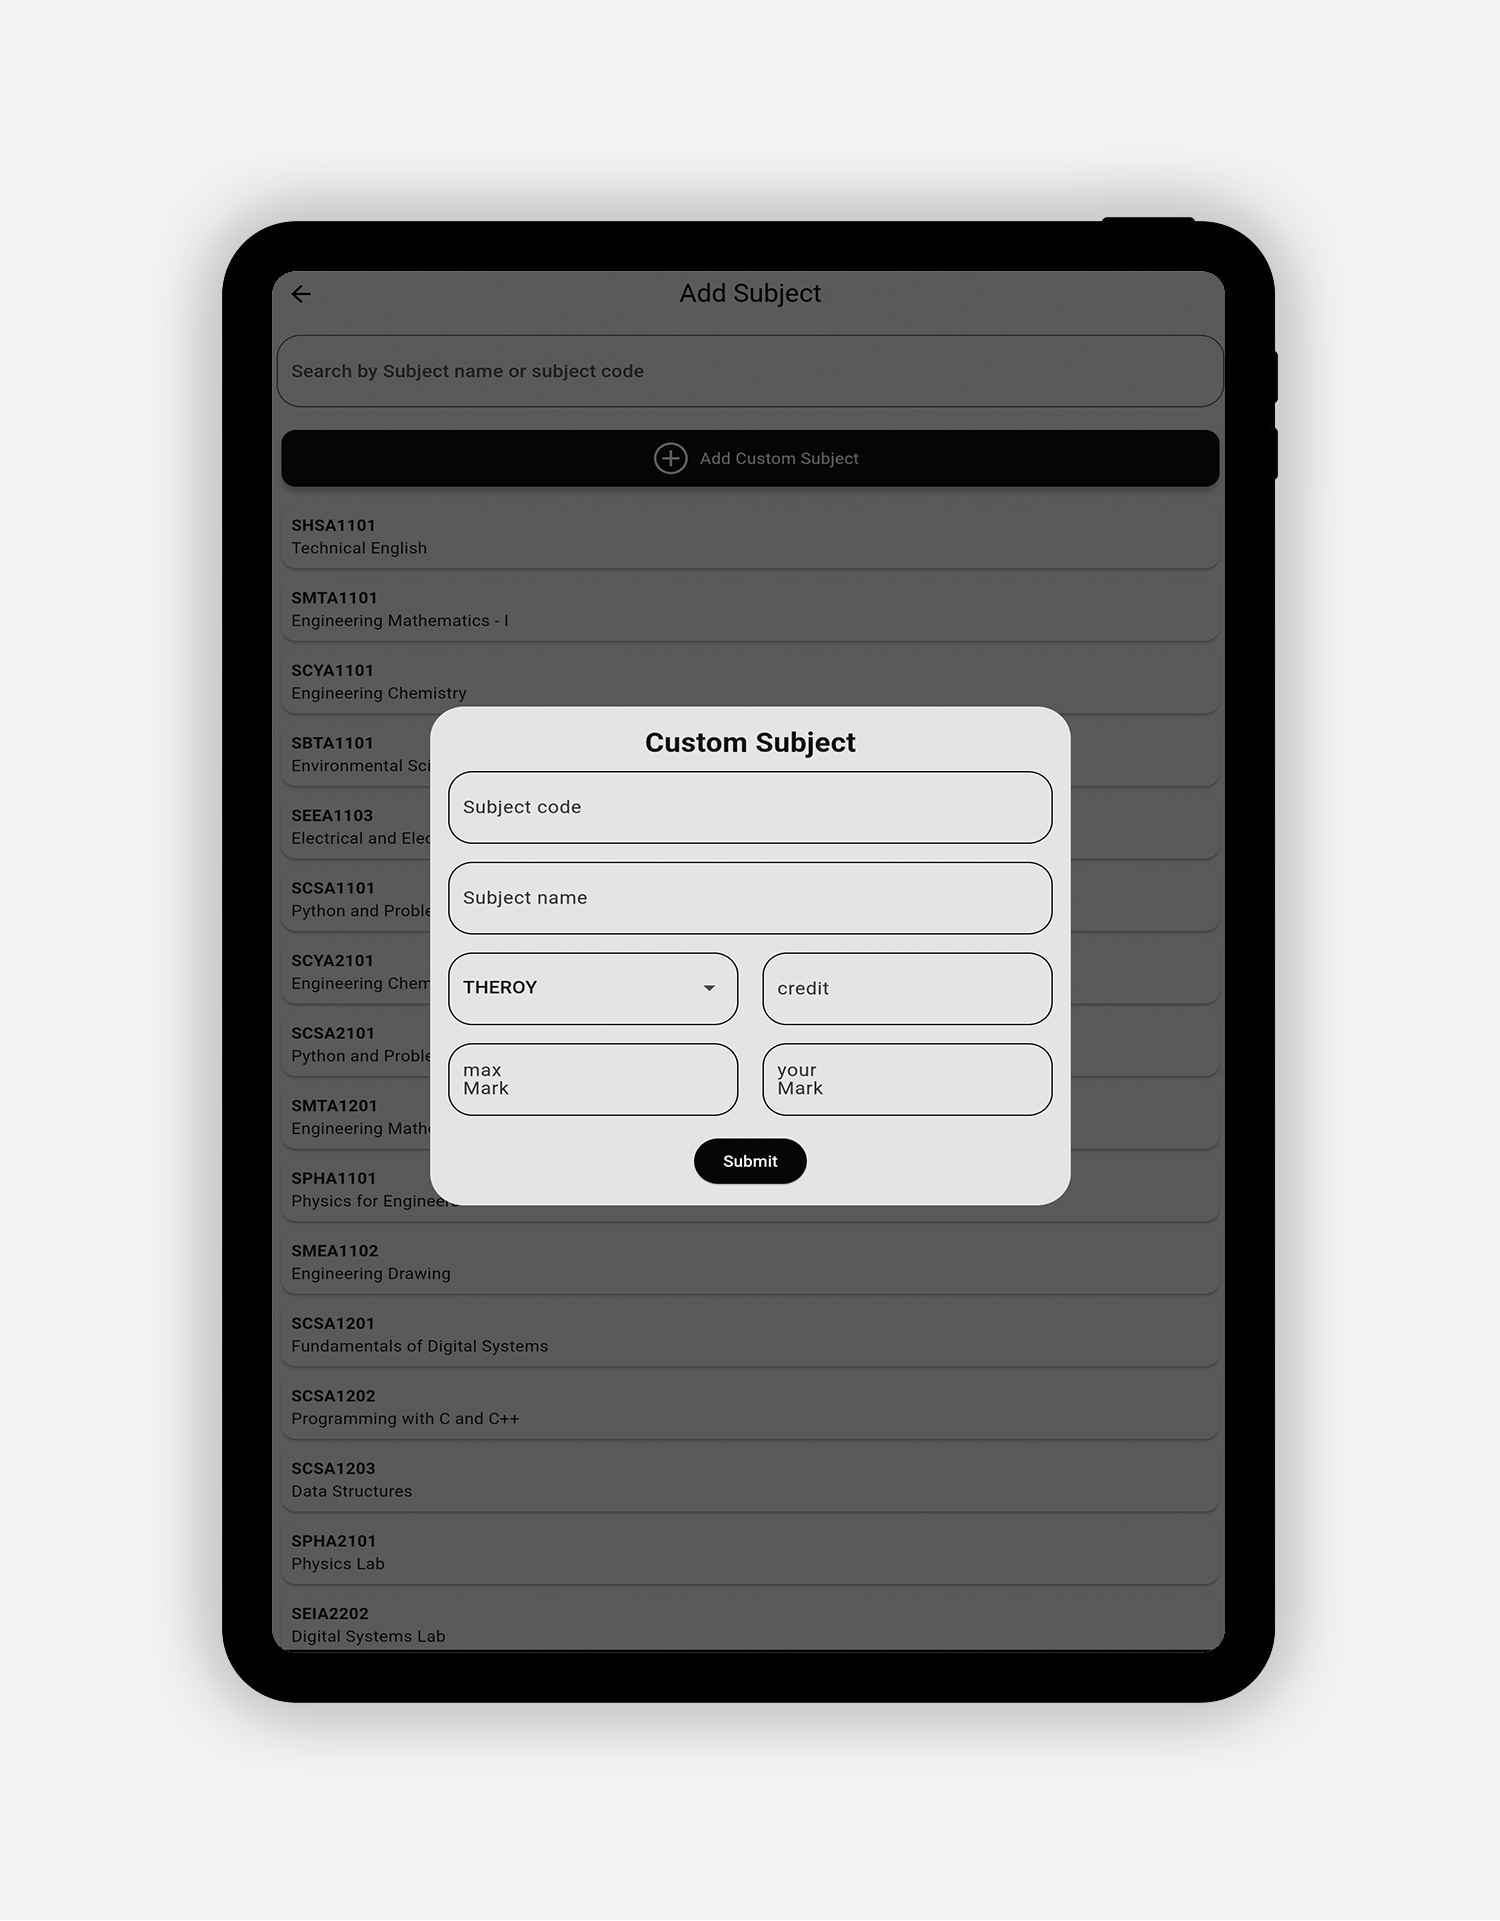 Add Subject
Search by Subject name or subject code
Add Custom Subject
SHSA1101
Technical English
SMTA1101
Engineering Mathematics - I
SCYA1101
Engineering Chemistry
SBTA1101
Environmental Sci
SEEA1103
Electrical and Elec
SCSA1101
Python and Proble
SCYA2101
Engineering Chem
SCSA2101
Python and Proble
SMTA1201
Engineering Mathe
SPHA1101
Physics for Engineers
Custom Subject
Subject code
Subject name
THEROY
credit
max
Mark
your
Mark
Submit
SMEA1102
Engineering Drawing
SCSA1201
Fundamentals of Digital Systems
SCSA1202
Programming with C and C++
SCSA1203
Data Structures
SPHA2101
Physics Lab
SEIA2202
Digital Systems Lab